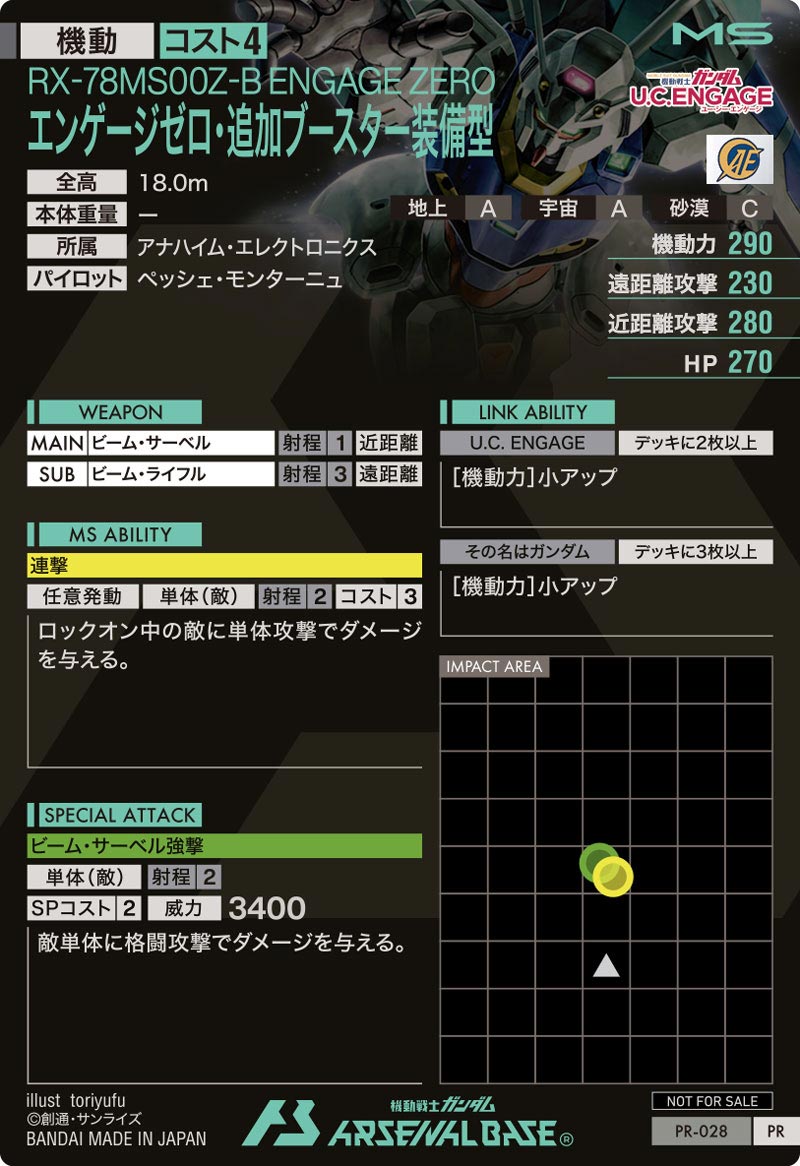 機動 コスト4
MS
RX-78MS00Z-B ENGAGE ZERO
エンゲージゼロ・追加ブースター装備型
機動戦士ガンダム
U.C.ENGAGE
ユーシーエンゲージ
AE
全高 18.0m
本体重量 ―
所属 アナハイム・エレクトロニクス
パイロット ペッシェ・モンターニュ
地上 A 宇宙 A 砂漠 C
機動力 290
遠距離攻撃 230
近距離攻撃 280
HP 270
WEAPON
MAIN ビーム・サーベル 射程 1 近距離
SUB ビーム・ライフル 射程 3 遠距離
MS ABILITY
連撃
任意発動 単体(敵) 射程 2 コスト 3
ロックオン中の敵に単体攻撃でダメージ
を与える。
SPECIAL ATTACK
ビーム・サーベル強撃
単体(敵) 射程 2
SPコスト 2 威力 3400
敵単体に格闘攻撃でダメージを与える。
LINK ABILITY
U.C. ENGAGE デッキに2枚以上
[機動力]小アップ
その名はガンダム デッキに3枚以上
[機動力]小アップ
IMPACT AREA
illust toriyufu
©創通・サンライズ
BANDAI MADE IN JAPAN
機動戦士ガンダム
ARSENAL BASE®
NOT FOR SALE
PR-028 PR